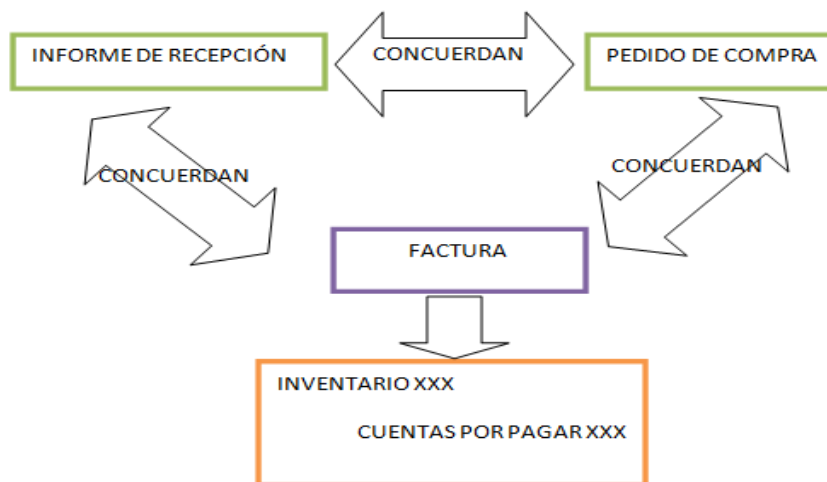 INFORME DE RECEPCIÓN
CONCUERDAN
PEDIDO DE COMPRA
CONCUERDAN
CONCUERDAN
FACTURA
INVENTARIO XXX
CUENTAS POR PAGAR XXX